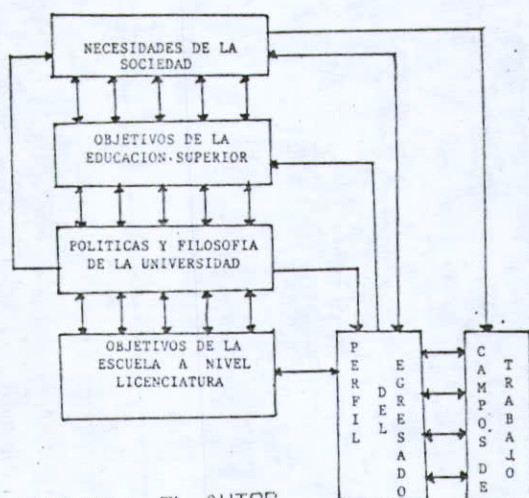 NECESIDADES DE LA
SOCIEDAD
OBJETIVOS DE LA
EDUCACION SUPERIOR
POLITICAS Y FILOSOFIA
DE LA UNIVERSIDAD
OBJETIVOS DE LA
ESCUELA A NIVEL
LICENCIATURA
PERFIL
DEL
EGRESADO
CAMPOS DE
TRABAJO
AUTOR